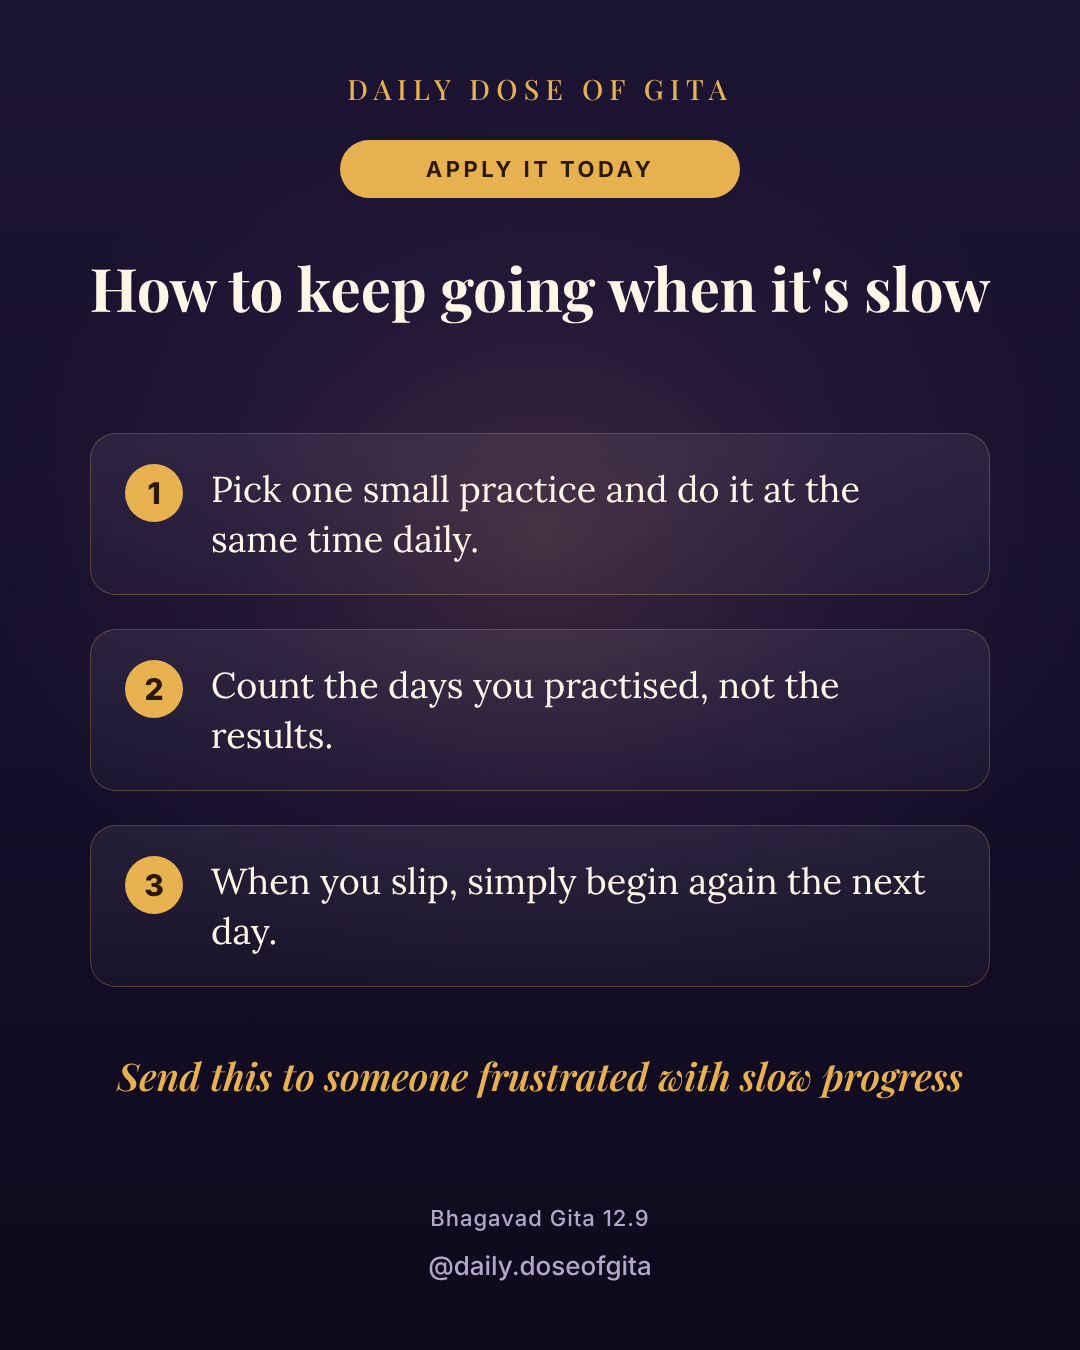 DAILY DOSE OF GITA
APPLY IT TODAY
How to keep going when it's slow
1 Pick one small practice and do it at the
same time daily.
2 Count the days you practised, not the
results.
3 When you slip, simply begin again the next
day.
Send this to someone frustrated with slow progress
Bhagavad Gita 12.9
@daily.doseofgita